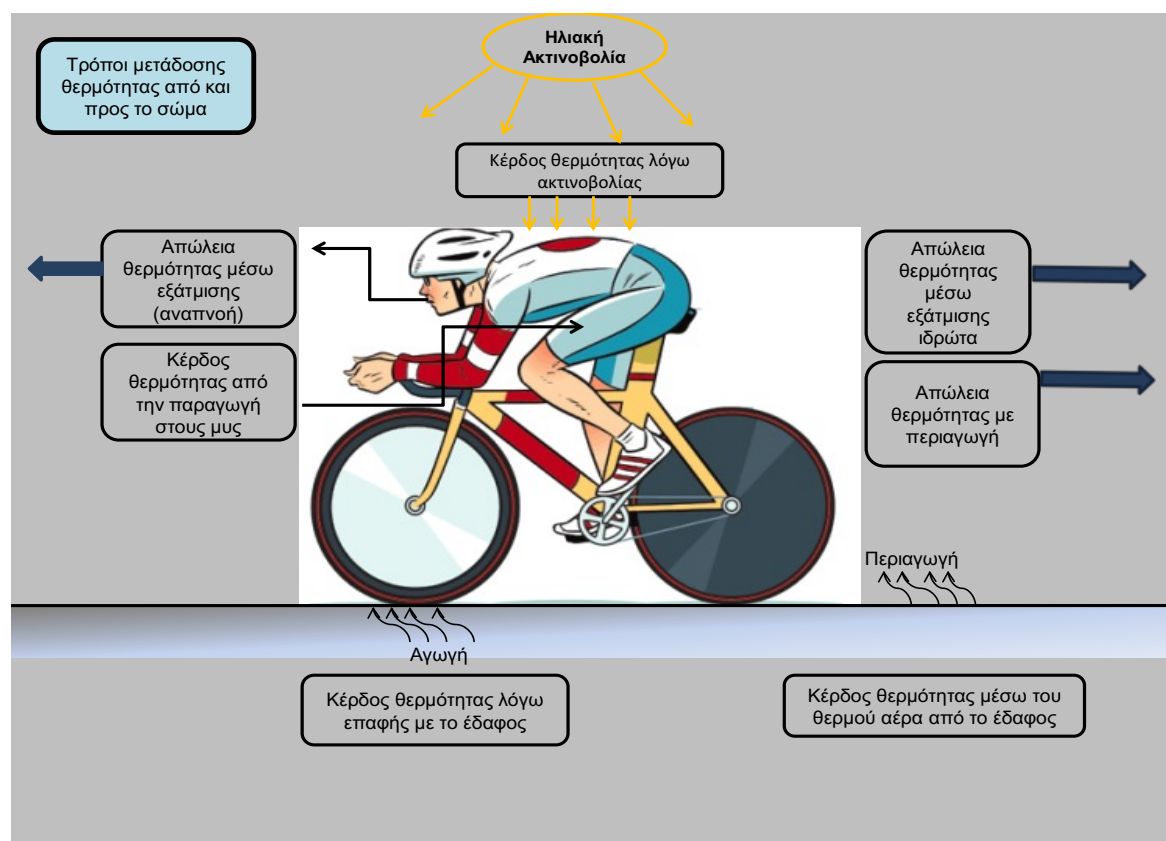 Ηλιακή
Ακτινοβολία
Τρόποι μετάδοσης
θερμότητας από και
προς το σώμα
Κέρδος θερμότητας λόγω
ακτινοβολίας
Απώλεια
θερμότητας μέσω
εξάτμισης
(αναπνοή)
Κέρδος
θερμότητας από
την παραγωγή
στους μυς
Απώλεια
θερμότητας
μέσω
εξάτμισης
ιδρώτα
Απώλεια
θερμότητας με
περιαγωγή
Περιαγωγή
Αγωγή
Κέρδος θερμότητας λόγω
επαφής με το έδαφος
Κέρδος θερμότητας μέσω του
θερμού αέρα από το έδαφος